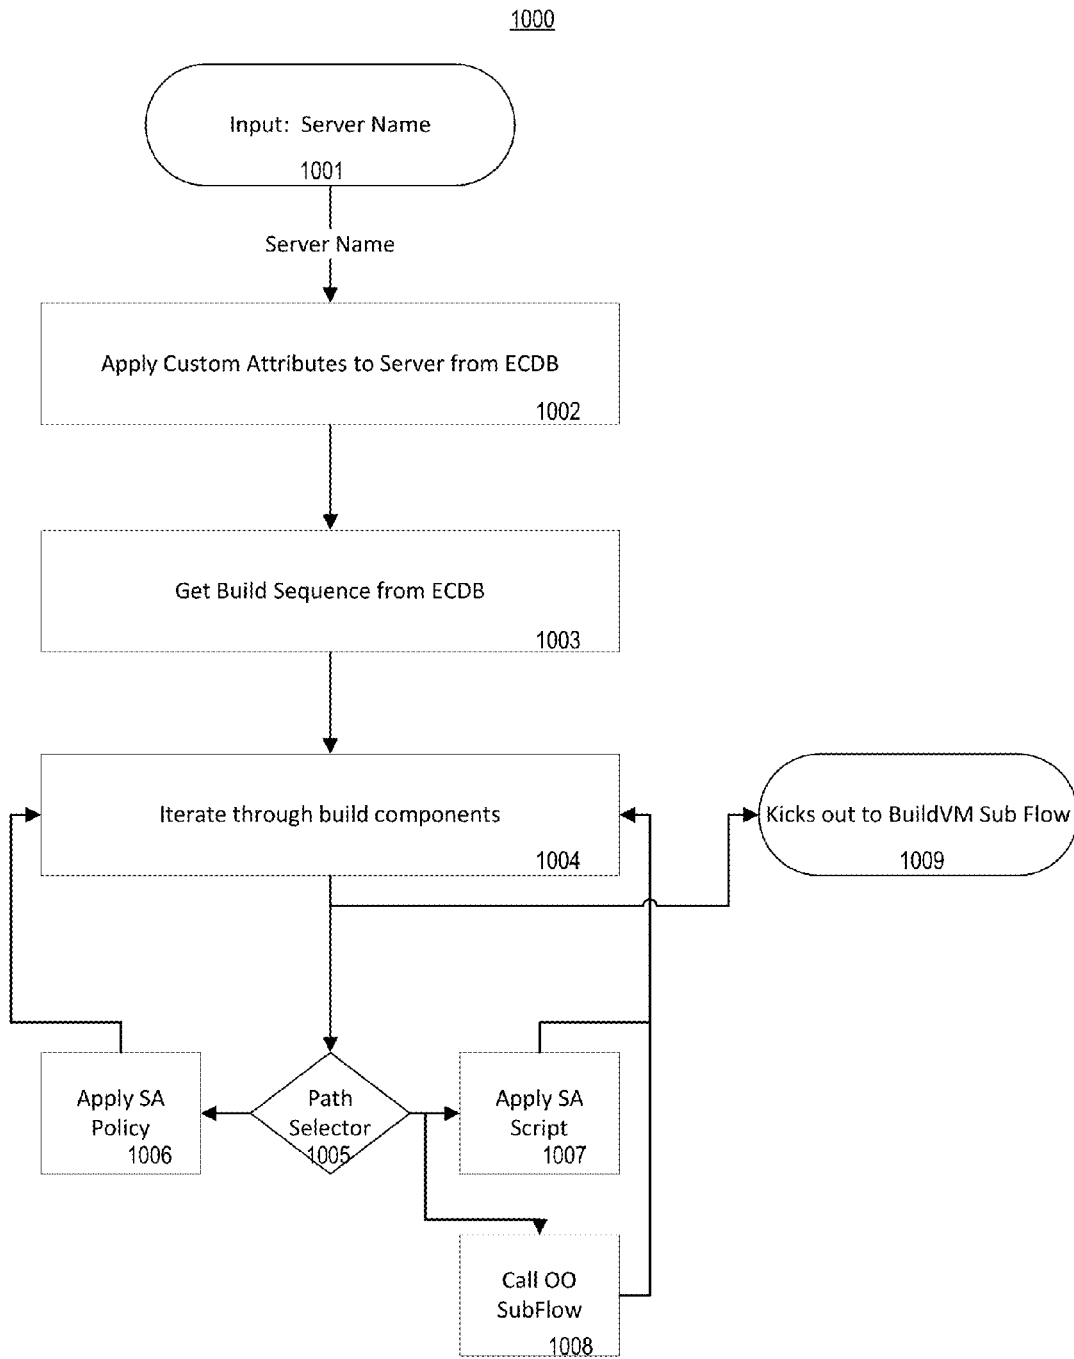 1000
Input: Server Name
1001
Server Name
Apply Custom Attributes to Server from ECDB
1002
Get Build Sequence from ECDB
1003
Iterate through build components
1004
Kicks out to BuildVM Sub Flow
1009
Apply SA
Policy
1006
Path
Selector
1005
Apply SA
Script
1007
Call OO
SubFlow
1008